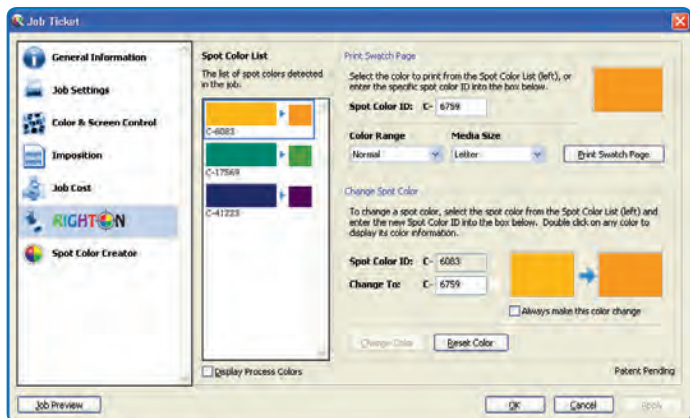 Job Ticket
General Information
Job Settings
Color & Screen Control
Imposition
Job Cost
RIGHTON
Spot Color Creator
Spot Color List
The list of spot colors detected
in the job.
C-6083
C-17569
C-41223
Display Process Colors
Print Swatch Page
Select the color to print from the Spot Color List (left), or
enter the specific spot color ID into the box below.
Spot Color ID: C- 6759
Color Range Media Size
Normal Letter Print Swatch Page
Change Spot Color
To change a spot color, select the spot color from the Spot Color List (left) and
enter the new Spot Color ID into the box below. Double click on any color to
display its color information.
Spot Color ID: C- 6083
Change To: C- 6759
Always make this color change
Change Color Reset Color
Patent Pending
Job Preview OK Cancel Apply